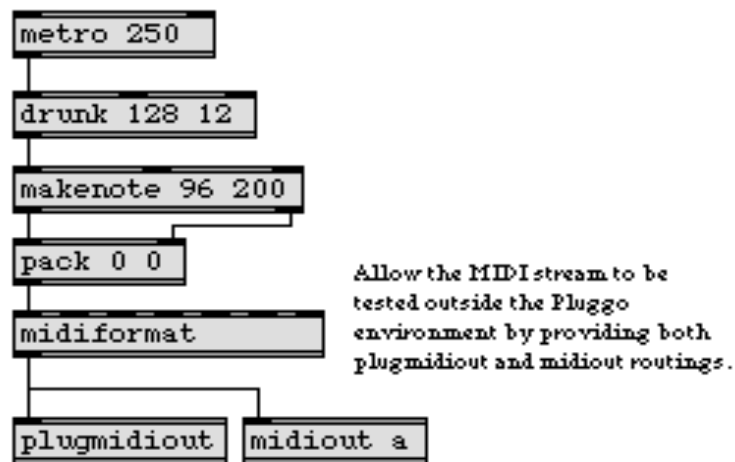 metro 250
drunk 128 12
makenote 96 200
pack 0 0
midiformat
Allow the MIDI stream to be
tested outside the Pluggo
environment by providing both
plugmidiout and midiout routings.
plugmidiout
midiout a